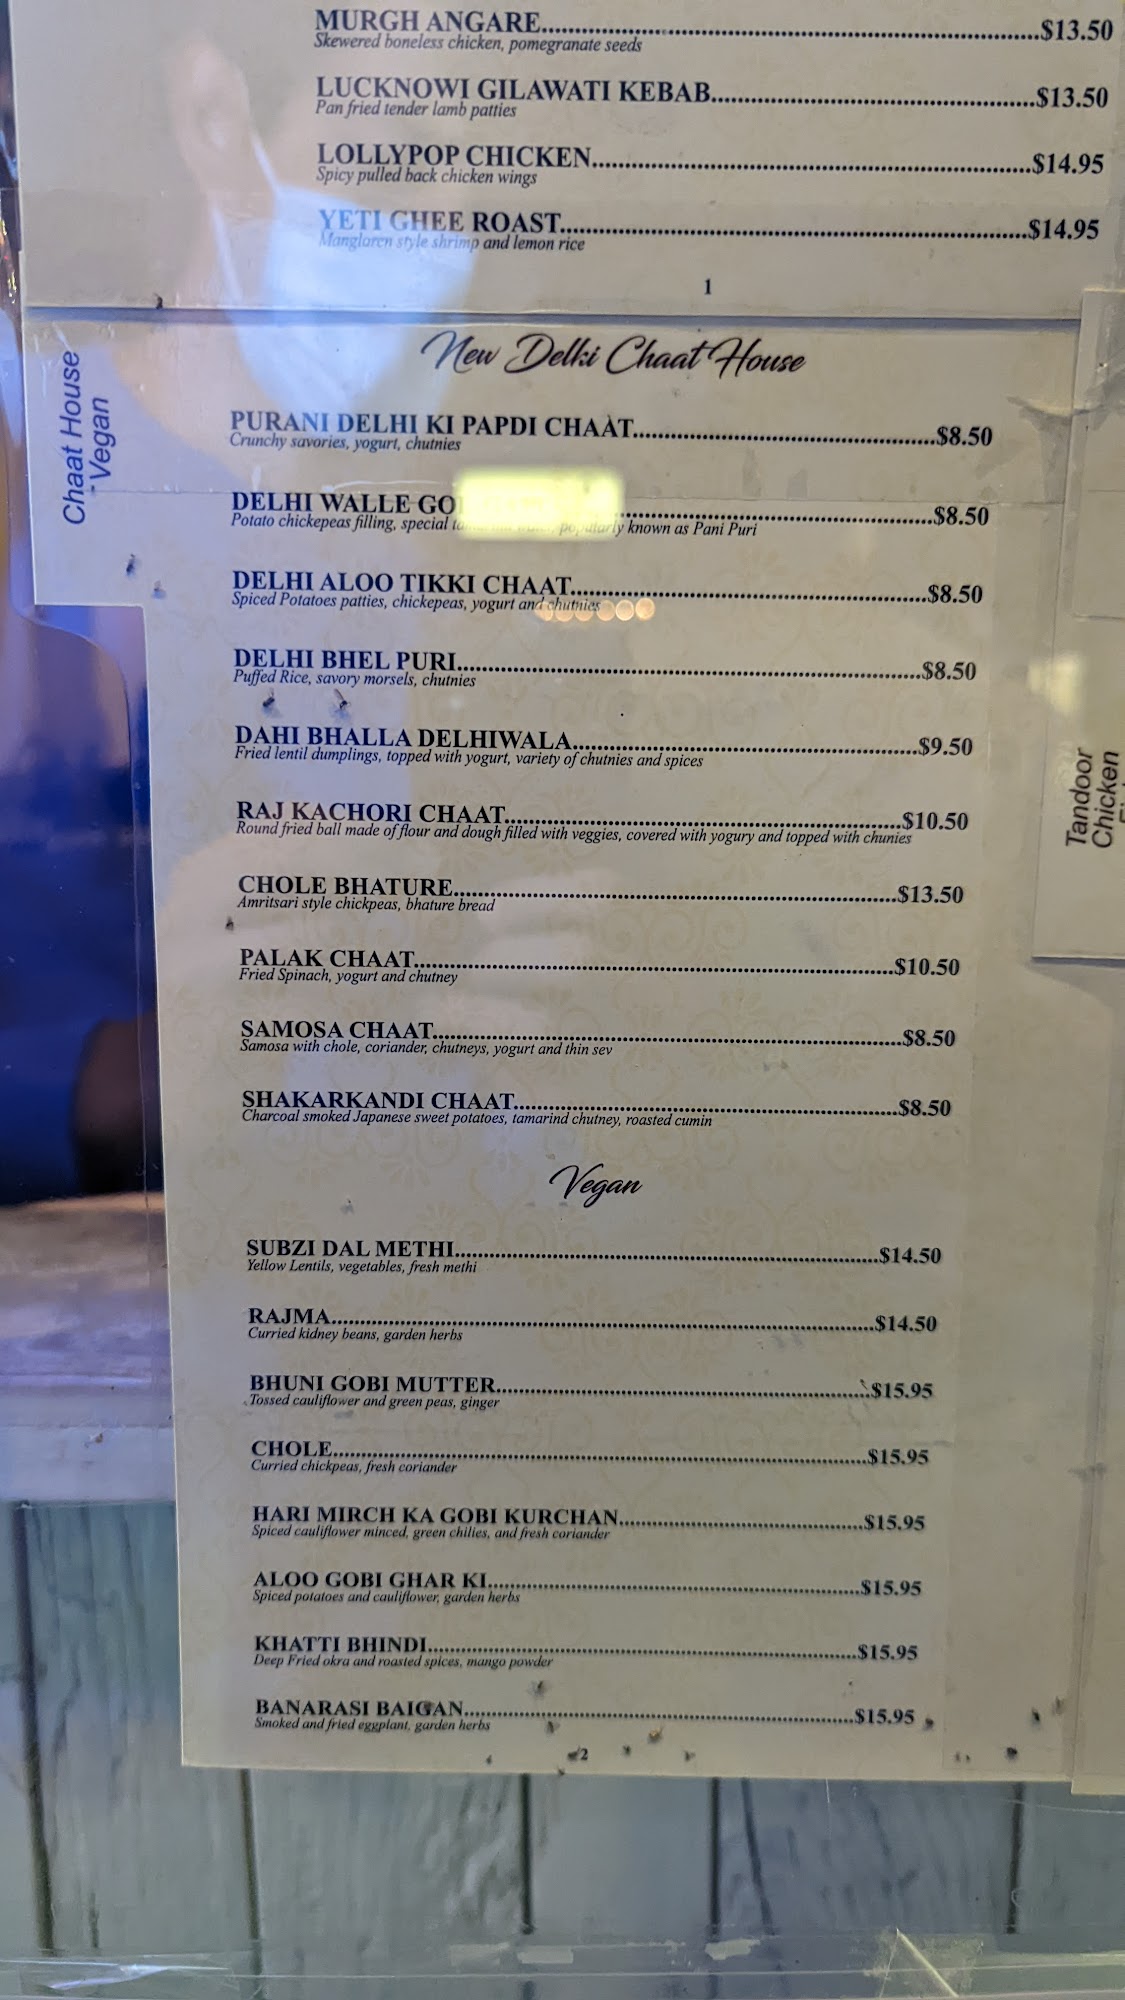 MURGH ANGARE..........$13.50
Skewered boneless chicken, pomegranate seeds
LUCKNOWI GILAWATI KEBAB..........$13.50
Pan fried tender lamb patties
LOLLYPOP CHICKEN..........$14.95
Spicy pulled back chicken wings
YETI GHEE ROAST..........$14.95
Mangloren style shrimp and lemon rice
1
Chaat House
- Vegan
New Delhi Chaat House
PURANI DELHI KI PAPDI CHAAT..........$8.50
Crunchy savories, yogurt, chutnies
DELHI WALLE ..........$8.50
Potato chickepeas filling, special popularly known as Pani Puri
DELHI ALOO TIKKI CHAAT..........$8.50
Spiced Potatoes patties, chickepeas, yogurt and chutnies
DELHI BHEL PURI..........$8.50
Puffed Rice, savory morsels, chutnies
DAHI BHALLA DELHIWALA..........$9.50
Fried lentil dumplings, topped with yogurt, variety of chutnies and spices
RAJ KACHORI CHAAT..........$10.50
Round fried ball made of flour and dough filled with veggies, covered with yogury and topped with chunies
CHOLE BHATURE..........$13.50
Amritsari style chickpeas, bhature bread
PALAK CHAAT..........$10.50
Fried Spinach, yogurt and chutney
SAMOSA CHAAT..........$8.50
Samosa with chole, coriander, chutneys, yogurt and thin sev
SHAKARKANDI CHAAT..........$8.50
Charcoal smoked Japanese sweet potatoes, tamarind chutney, roasted cumin
Vegan
SUBZI DAL METHI..........$14.50
Yellow Lentils, vegetables, fresh methi
RAJMA..........$14.50
Curried kidney beans, garden herbs
BHUNI GOBI MUTTER..........$15.95
Tossed cauliflower and green peas, ginger
CHOLE..........$15.95
Curried chickpeas, fresh coriander
HARI MIRCH KA GOBI KURCHAN..........$15.95
Spiced cauliflower minced, green chilies, and fresh coriander
ALOO GOBI GHAR KI..........$15.95
Spiced potatoes and cauliflower, garden herbs
KHATTI BHINDI..........$15.95
Deep Fried okra and roasted spices, mango powder
BANARASI BAIGAN..........$15.95
Smoked and fried eggplant, garden herbs
2
Tandoor
Chicken